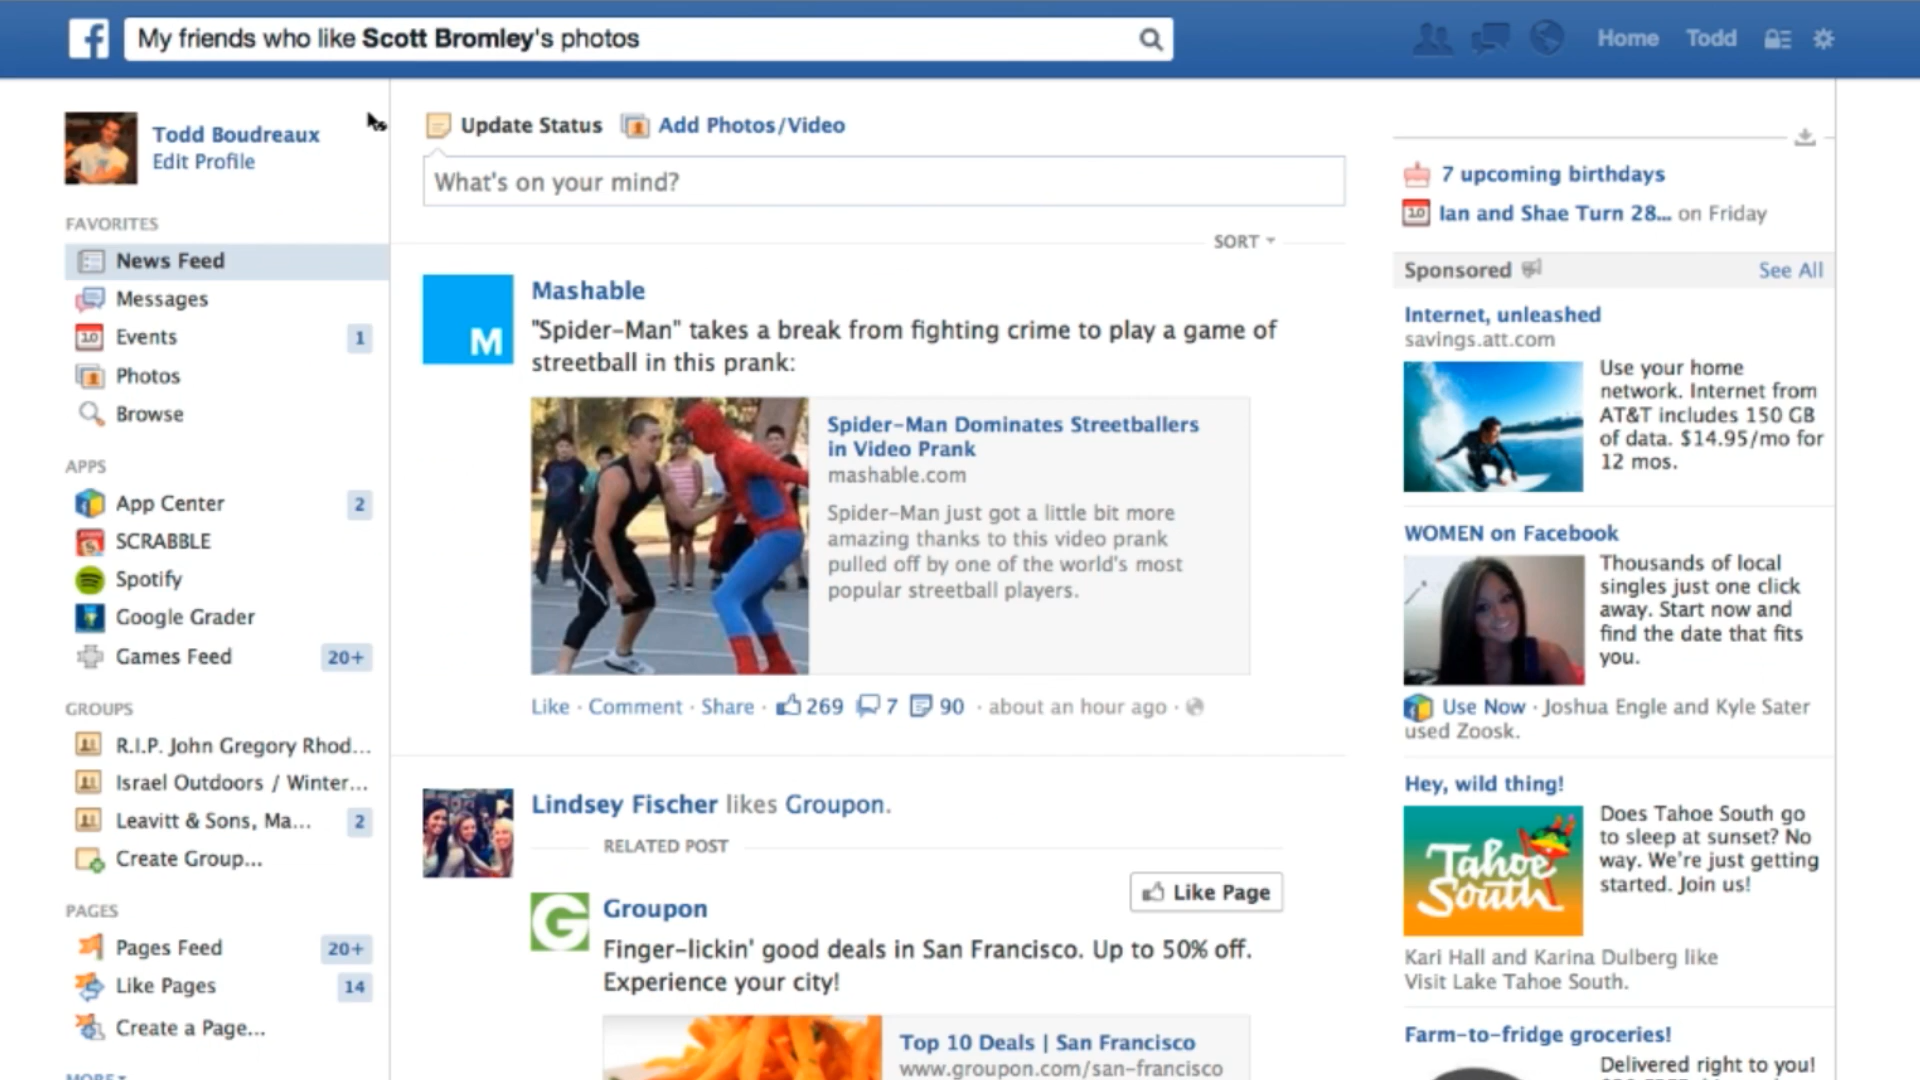 My friends who like Scott Bromley's photos
Home
Todd
Todd Boudreaux
Edit Profile
FAVORITES
News Feed
Messages
10 Events 1
Photos
Browse
APPS
App Center 2
SCRABBLE
Spotify
Google Grader
Games Feed 20+
GROUPS
R.I.P. John Gregory Rhod...
Israel Outdoors / Winter...
Leavitt & Sons, Ma... 2
Create Group...
PAGES
Pages Feed 20+
Like Pages 14
Create a Page...
MORE
Update Status Add Photos/Video
What's on your mind?
SORT
M
Mashable
"Spider-Man" takes a break from fighting crime to play a game of
streetball in this prank:
Spider-Man Dominates Streetballers
in Video Prank
mashable.com
Spider-Man just got a little bit more
amazing thanks to this video prank
pulled off by one of the world's most
popular streetball players.
Like · Comment · Share · 269 7 90 · about an hour ago ·
Lindsey Fischer likes Groupon.
RELATED POST
Like Page
G
Groupon
Finger-lickin' good deals in San Francisco. Up to 50% off.
Experience your city!
Top 10 Deals | San Francisco
www.groupon.com/san-francisco
7 upcoming birthdays
10 Ian and Shae Turn 28... on Friday
Sponsored See All
Internet, unleashed
savings.att.com
Use your home
network. Internet from
AT&T includes 150 GB
of data. $14.95/mo for
12 mos.
WOMEN on Facebook
Thousands of local
singles just one click
away. Start now and
find the date that fits
you.
Use Now · Joshua Engle and Kyle Sater
used Zoosk.
Hey, wild thing!
Tahoe
South
Does Tahoe South go
to sleep at sunset? No
way. We're just getting
started. Join us!
Kari Hall and Karina Dulberg like
Visit Lake Tahoe South.
Farm-to-fridge groceries!
Delivered right to you!